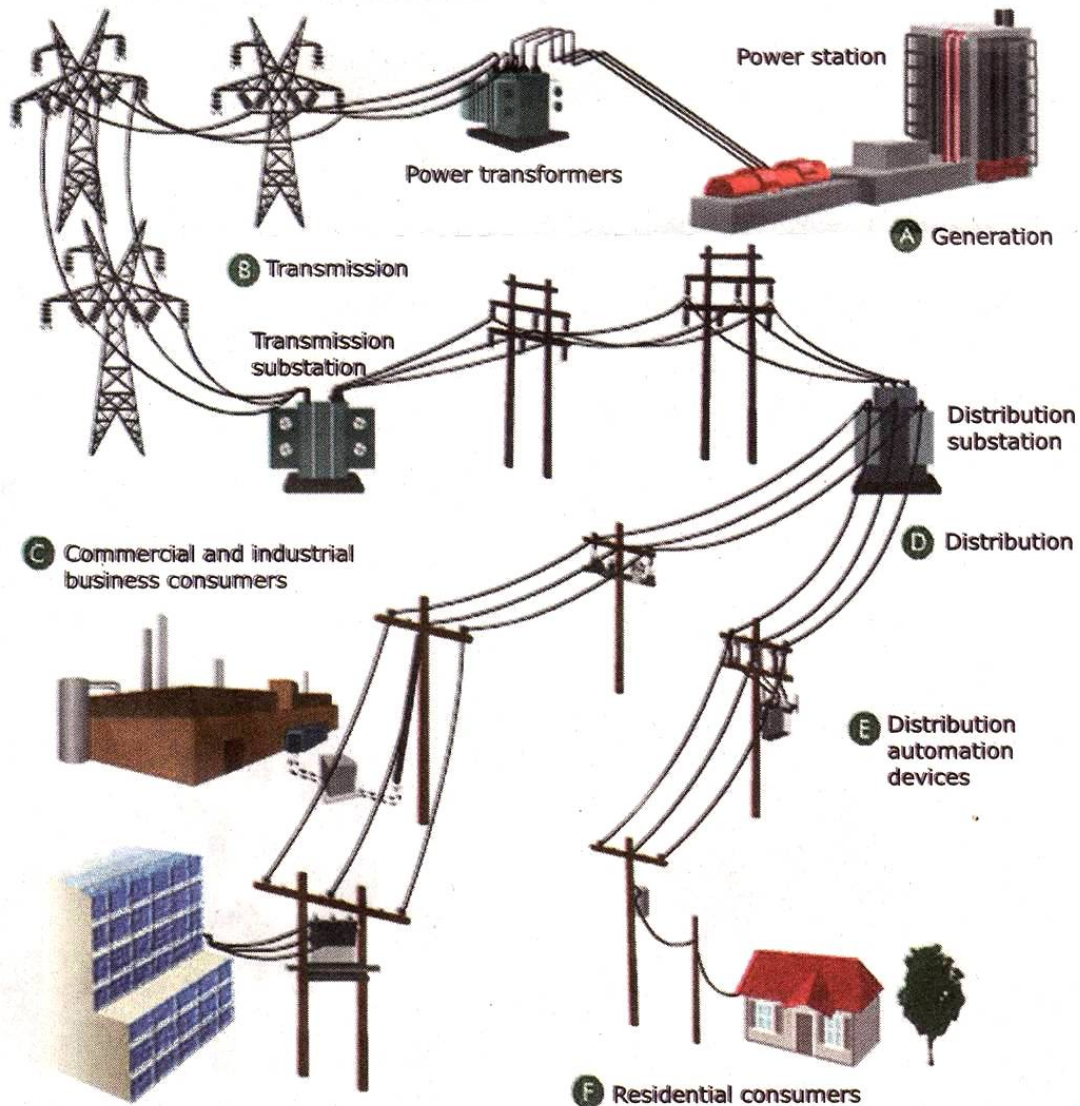 Power station
Power transformers
A Generation
B Transmission
Transmission
substation
Distribution
substation
D Distribution
C Commercial and industrial
business consumers
E Distribution
automation
devices
F Residential consumers